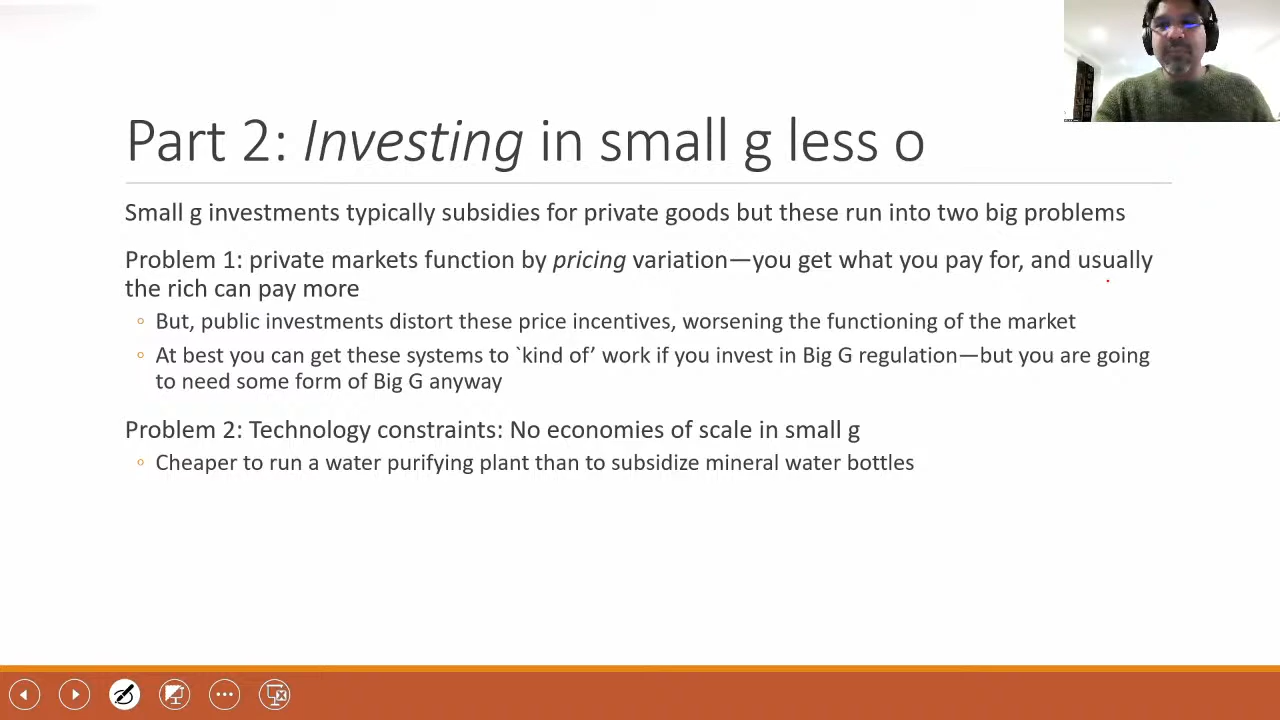 Part 2: Investing in small g less o
Small g investments typically subsidies for private goods but these run into two big problems
Problem 1: private markets function by pricing variation—you get what you pay for, and usually
the rich can pay more
But, public investments distort these price incentives, worsening the functioning of the market
At best you can get these systems to `kind of’ work if you invest in Big G regulation—but you are going
to need some form of Big G anyway
Problem 2: Technology constraints: No economies of scale in small g
Cheaper to run a water purifying plant than to subsidize mineral water bottles